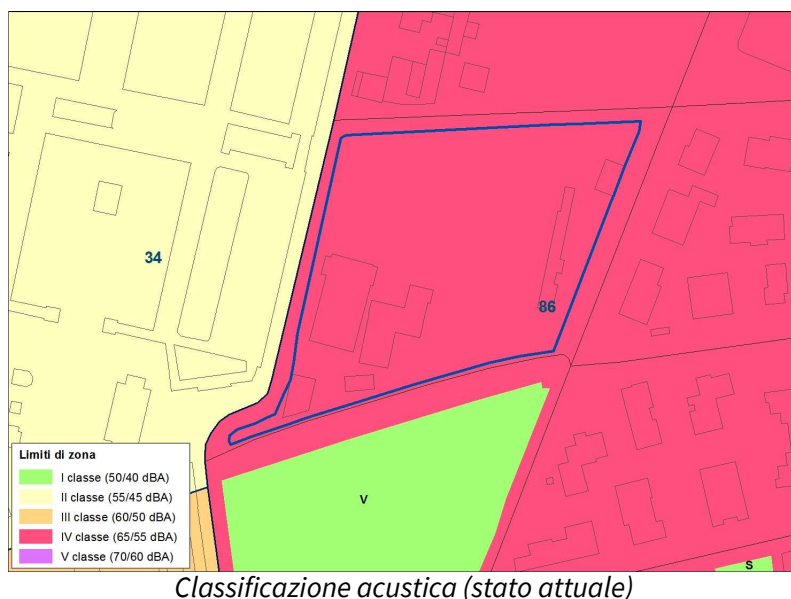 34
86
V
S
Limiti di zona
I classe (50/40 dBA)
II classe (55/45 dBA)
III classe (60/50 dBA)
IV classe (65/55 dBA)
V classe (70/60 dBA)
Classificazione acustica (stato attuale)